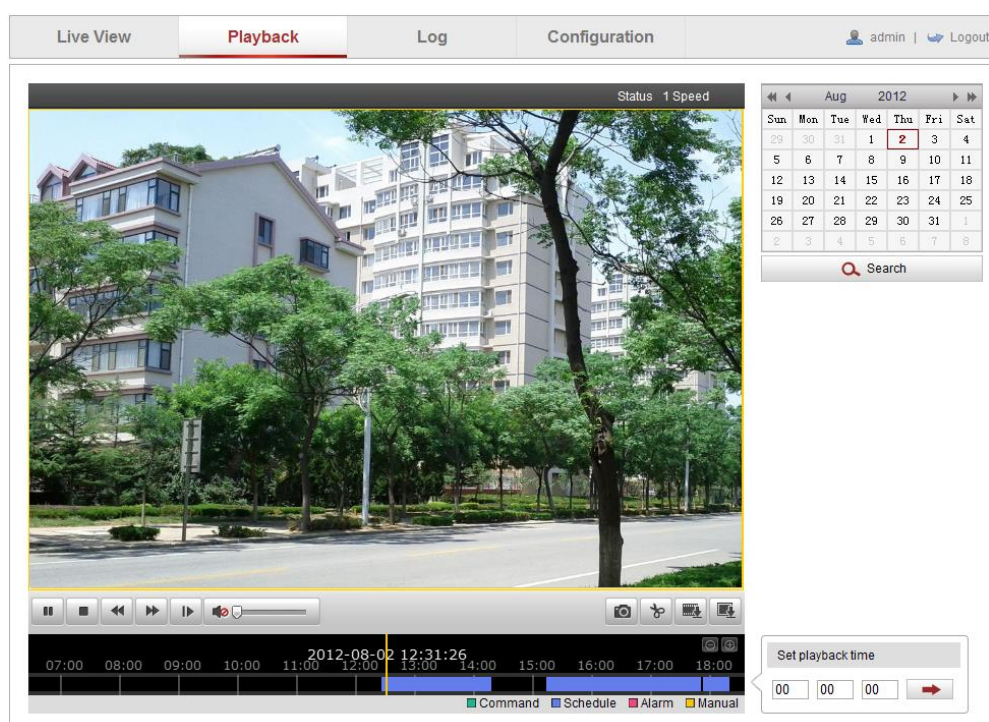 Live View Playback Log Configuration admin | Logout
Status 1 Speed
Aug 2012
Sun Mon Tue Wed Thu Fri Sat
29 30 31 1 2 3 4
5 6 7 8 9 10 11
12 13 14 15 16 17 18
19 20 21 22 23 24 25
26 27 28 29 30 31 1
2 3 4 5 6 7 8
Search
2012-08-02 12:31:26
07:00 08:00 09:00 10:00 11:00 12:00 13:00 14:00 15:00 16:00 17:00 18:00
Command Schedule Alarm Manual
Set playback time
00 00 00